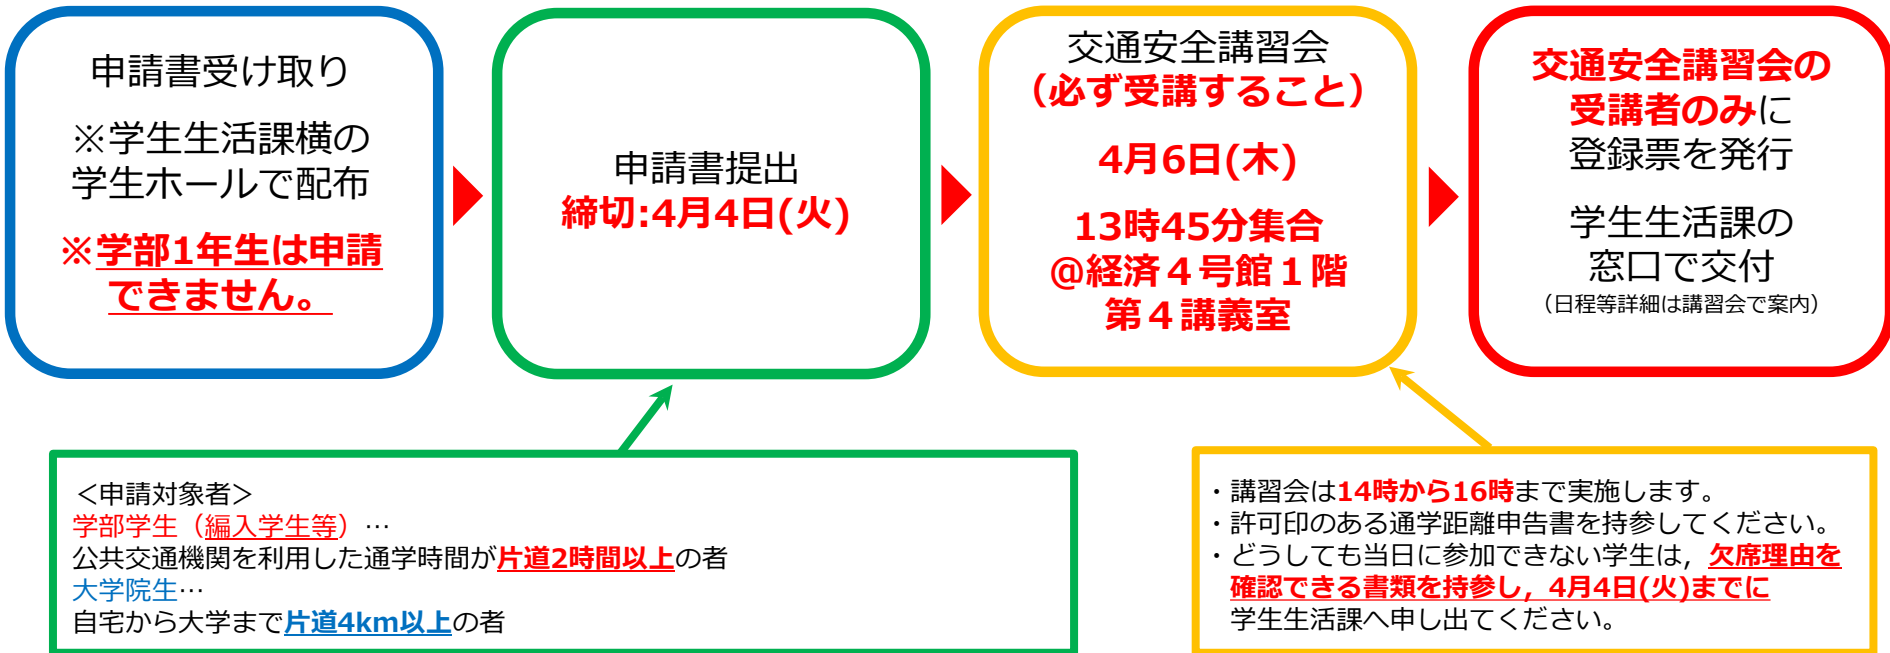 申請書受け取り
※学生生活課横の
学生ホールで配布
※学部1年生は申請
できません。
申請書提出
締切:4月4日(火)
交通安全講習会
（必ず受講すること）
4月6日(木)
13時45分集合
@経済４号館１階
第４講義室
交通安全講習会の
受講者のみに
登録票を発行
学生生活課の
窓口で交付
（日程等詳細は講習会で案内）
＜申請対象者＞
学部学生（編入学生等）…
公共交通機関を利用した通学時間が片道2時間以上の者
大学院生…
自宅から大学まで片道4km以上の者
・講習会は14時から16時まで実施します。
・許可印のある通学距離申告書を持参してください。
・どうしても当日に参加できない学生は，欠席理由を
確認できる書類を持参し，4月4日(火)までに
学生生活課へ申し出てください。